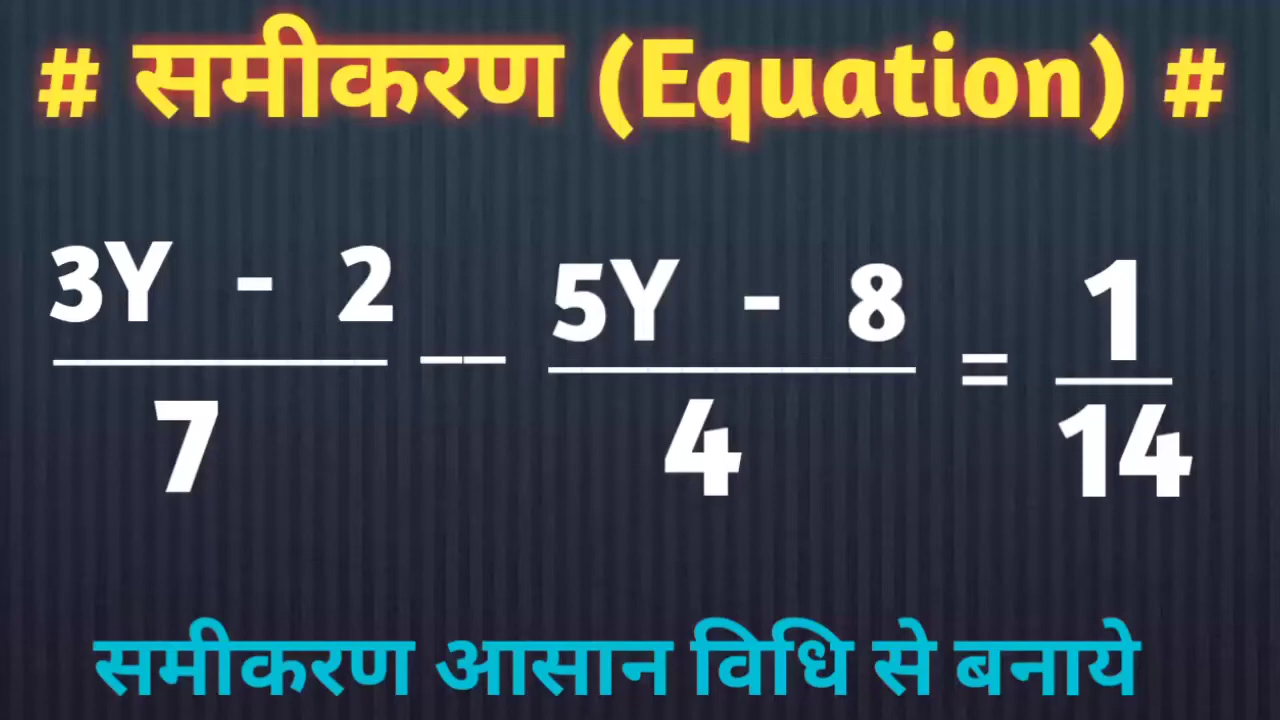 # समीकरण (Equation) #
3Y - 2 5Y - 8 1
— =
7 4 14
समीकरण आसान विधि से बनाये